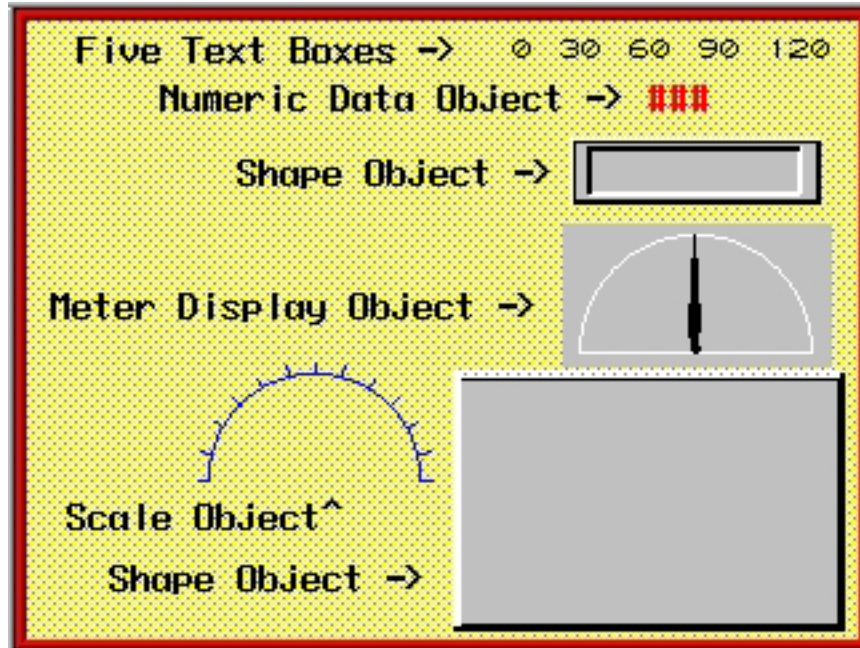 Five Text Boxes -> 0 30 60 90 120
Numeric Data Object -> ###
Shape Object ->
Meter Display Object ->
Scale Object^
Shape Object ->